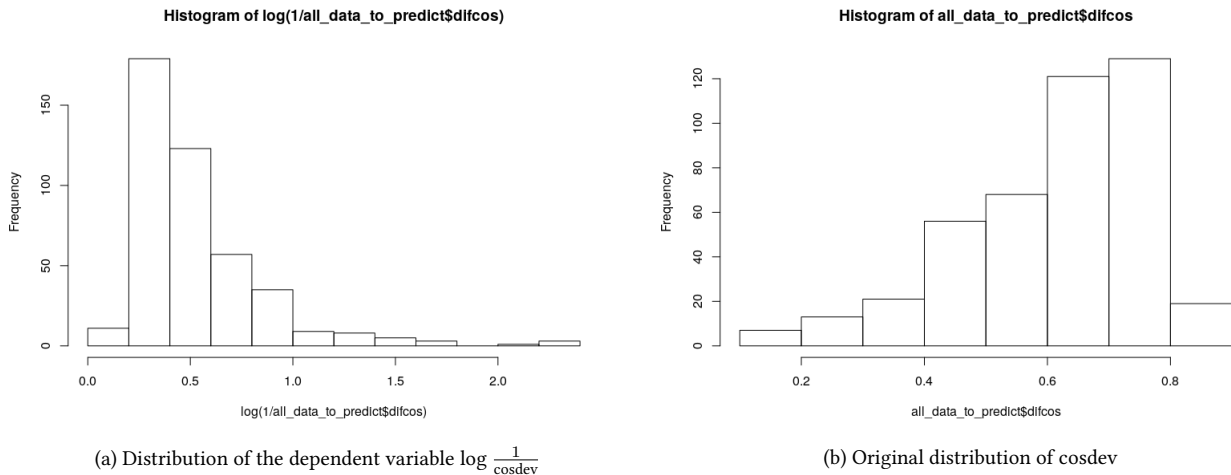 Histogram of log(1/all_data_to_predict$difcos)
Frequency
0
50
100
150
0.0 0.5 1.0 1.5 2.0
log(1/all_data_to_predict$difcos)
(a) Distribution of the dependent variable log 1/cosdev
Histogram of all_data_to_predict$difcos
Frequency
0
20
40
60
80
100
120
0.2 0.4 0.6 0.8
all_data_to_predict$difcos
(b) Original distribution of cosdev